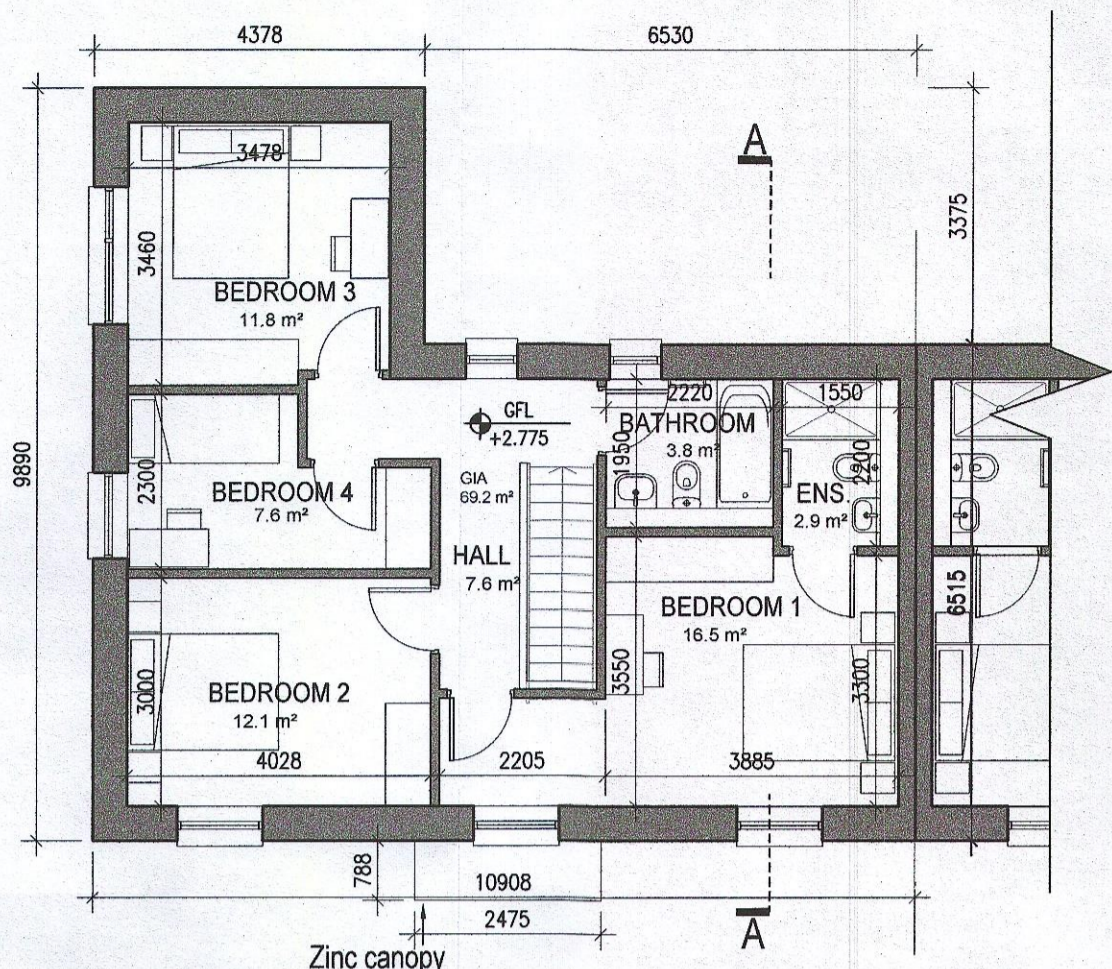 4378
6530
A
3478
3375
3460
BEDROOM 3
11.8 m²
9890
GFL
+2.775
2220
1550
BATHROOM
3.8 m²
1950
2200
2300
BEDROOM 4
7.6 m²
GIA
69.2 m²
ENS.
2.9 m²
HALL
7.6 m²
BEDROOM 1
16.5 m²
6515
3000
BEDROOM 2
12.1 m²
3550
3300
4028
2205
3885
788
10908
2475
A
Zinc canopy